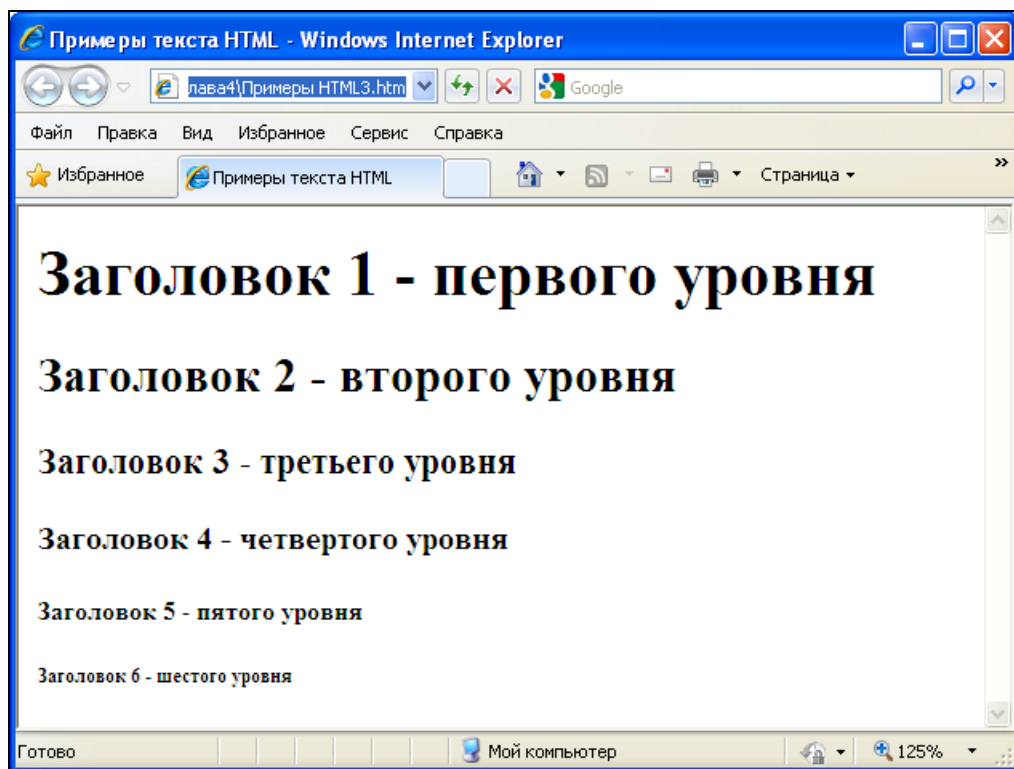 Примеры текста HTML - Windows Internet Explorer
лава4\Примеры HTML3.htm Google
Файл Правка Вид Избранное Сервис Справка
Избранное Примеры текста HTML Страница »
Заголовок 1 - первого уровня
Заголовок 2 - второго уровня
Заголовок 3 - третьего уровня
Заголовок 4 - четвертого уровня
Заголовок 5 - пятого уровня
Заголовок 6 - шестого уровня
Готово Мой компьютер 125%